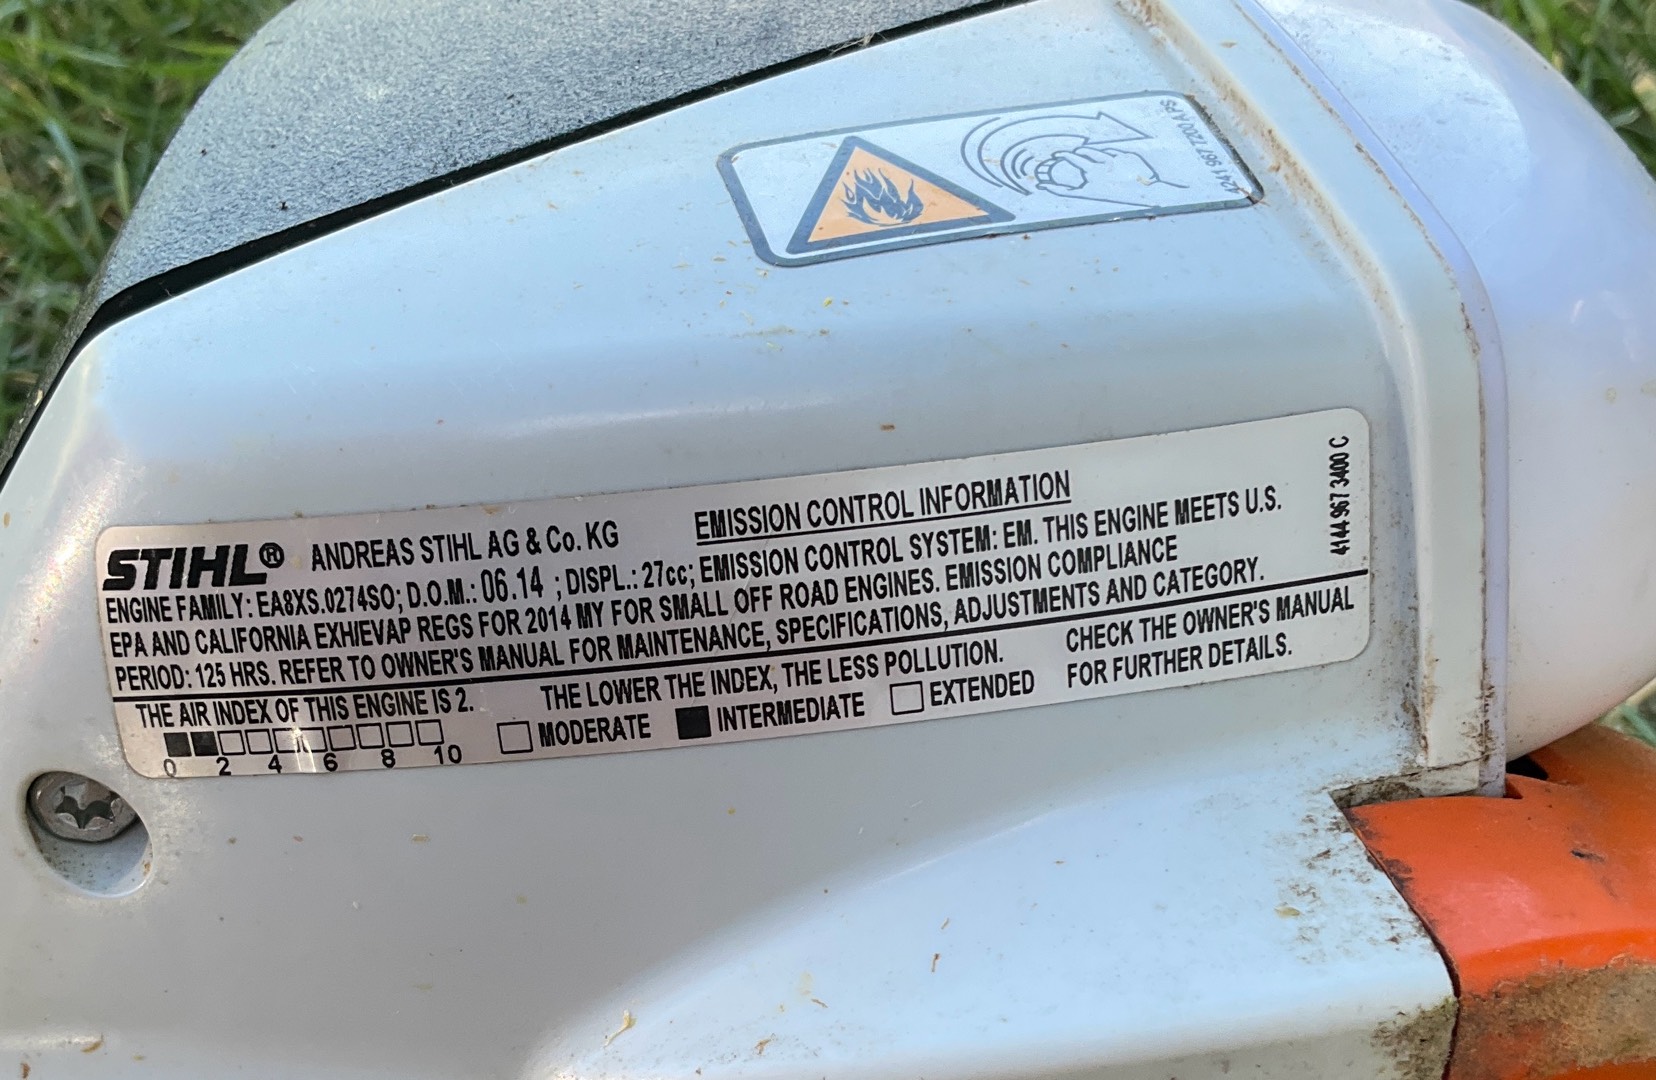 4241 967 7200 APS
STIHL® ANDREAS STIHL AG & Co. KG EMISSION CONTROL INFORMATION
ENGINE FAMILY: EA8XS.0274SO; D.O.M.: 06.14 ; DISPL.: 27cc; EMISSION CONTROL SYSTEM: EM. THIS ENGINE MEETS U.S.
EPA AND CALIFORNIA EXH/EVAP REGS FOR 2014 MY FOR SMALL OFF ROAD ENGINES. EMISSION COMPLIANCE
PERIOD: 125 HRS. REFER TO OWNER'S MANUAL FOR MAINTENANCE, SPECIFICATIONS, ADJUSTMENTS AND CATEGORY.
THE AIR INDEX OF THIS ENGINE IS 2. THE LOWER THE INDEX, THE LESS POLLUTION. CHECK THE OWNER'S MANUAL
0 2 4 6 8 10 MODERATE INTERMEDIATE EXTENDED FOR FURTHER DETAILS.
4144 967 3400 C